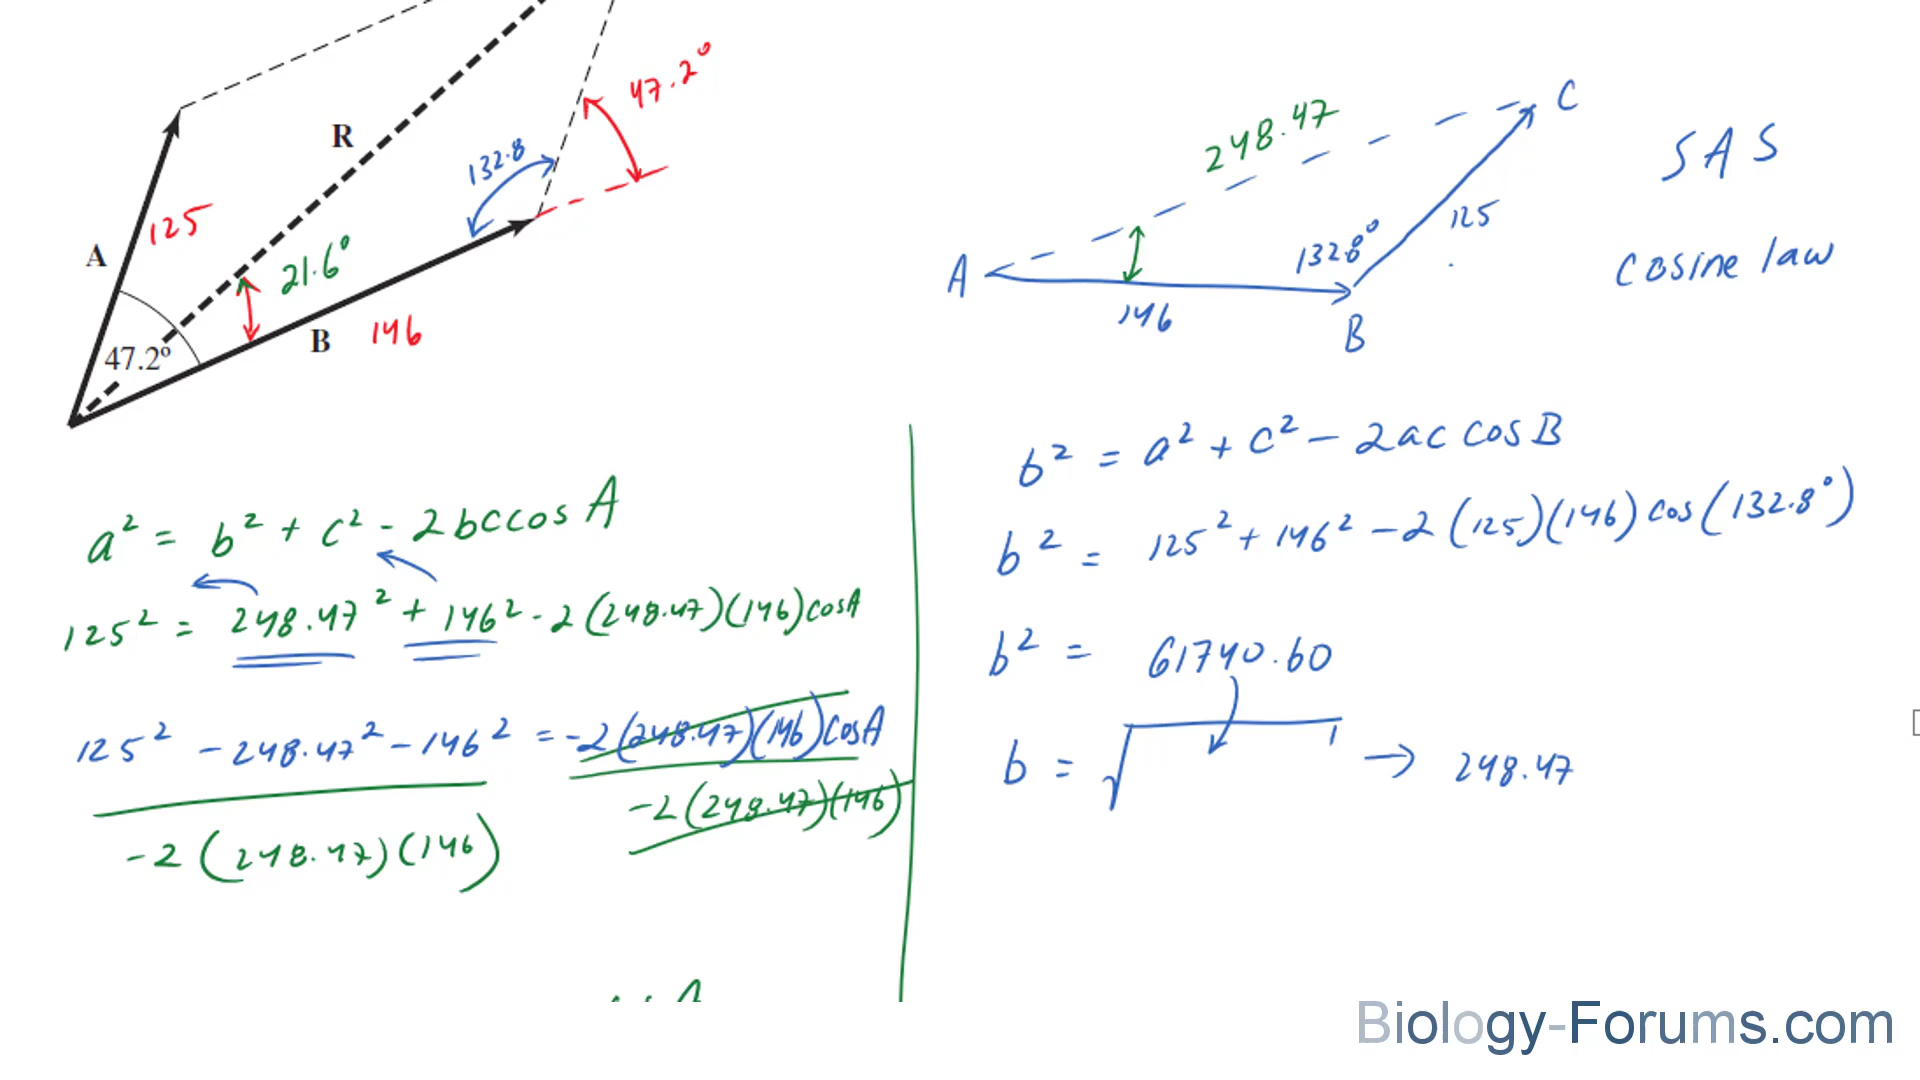 R
47.2°
132.8
A
125
21.6°
B
146
47.2°
248.47
C
SAS
125
132.8°
A
cosine law
146
B
a² = b² + c² - 2bccosA
125² = 248.47² + 146² - 2(248.47)(146)cosA
125² - 248.47² - 146² = -2(248.47)(146)cosA
-2(248.47)(146)
-2(248.47)(146)
b² = a² + c² - 2ac cosB
b² = 125² + 146² - 2(125)(146)cos(132.8°)
b² = 61740.60
b = √ → 248.47
Biology-Forums.com